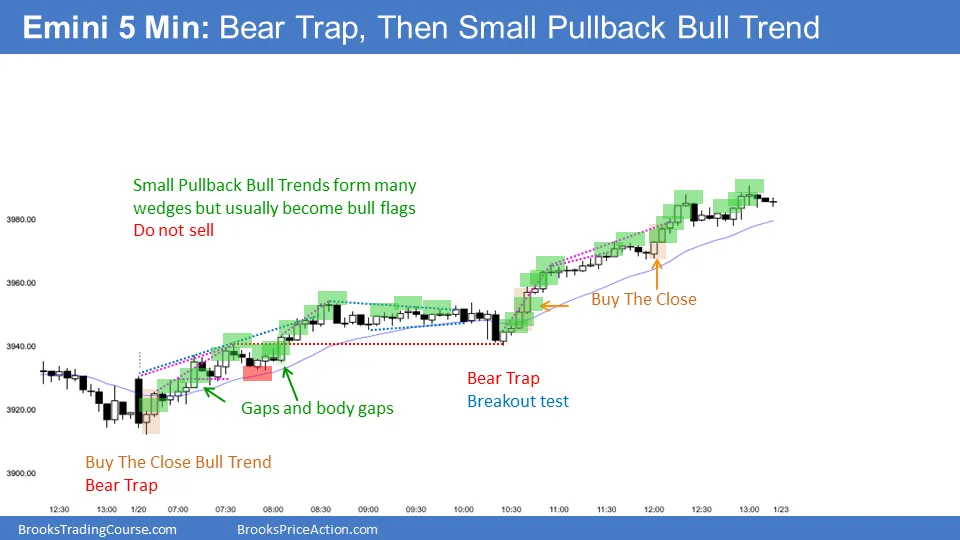 Emini 5 Min: Bear Trap, Then Small Pullback Bull Trend
Small Pullback Bull Trends form many
wedges but usually become bull flags
Do not sell
3980.00
3960.00
Buy The Close
3940.00
Bear Trap
Breakout test
Gaps and body gaps
3920.00
Buy The Close Bull Trend
Bear Trap
3900.00
12:30 1/20 07:00 07:30 08:00 08:30 09:00 09:30 10:00 10:30 11:00 11:30 12:00 12:30 13:00 1/23
BrooksTradingCourse.com BrooksPriceAction.com